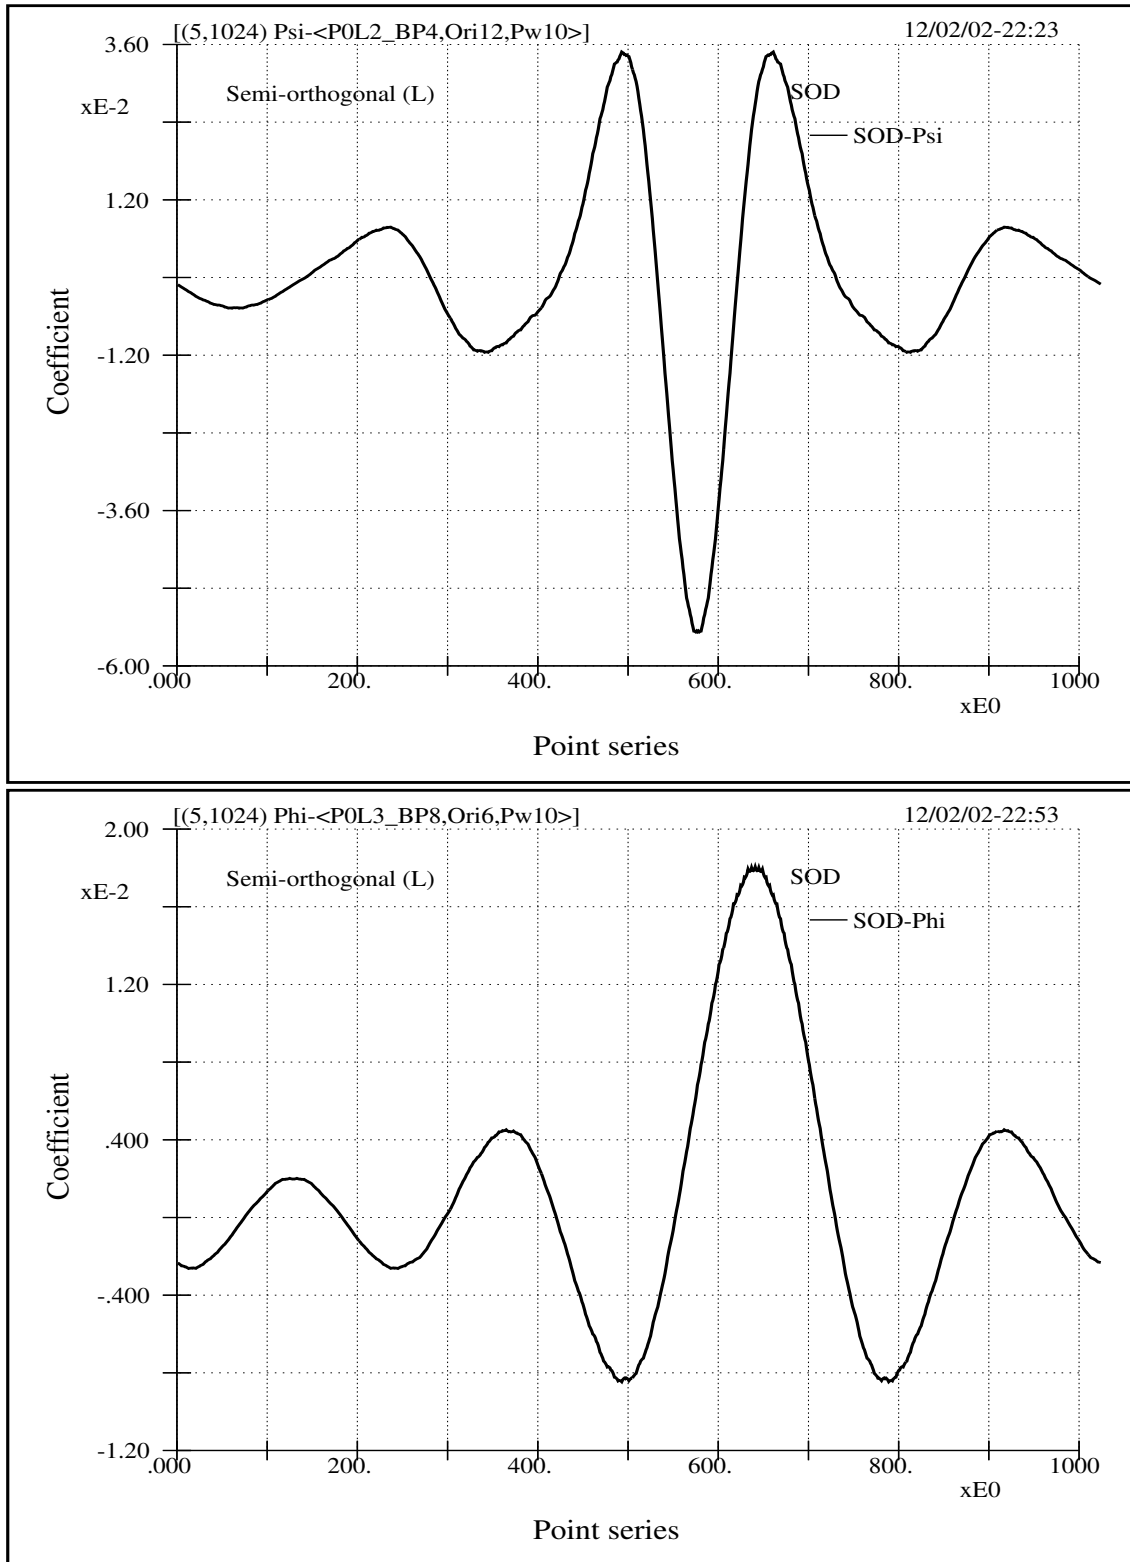 [(5,1024) Psi-<P0L2_BP4,Ori12,Pw10>] 12/02/02-22:23
3.60
Semi-orthogonal (L) SOD
xE-2
SOD-Psi
1.20
Coefficient
-1.20
-3.60
-6.00
.000 200. 400. 600. 800. 1000
xE0
Point series
[(5,1024) Phi-<P0L3_BP8,Ori6,Pw10>] 12/02/02-22:53
2.00
Semi-orthogonal (L) SOD
xE-2
SOD-Phi
1.20
Coefficient
.400
-.400
-1.20
.000 200. 400. 600. 800. 1000
xE0
Point series